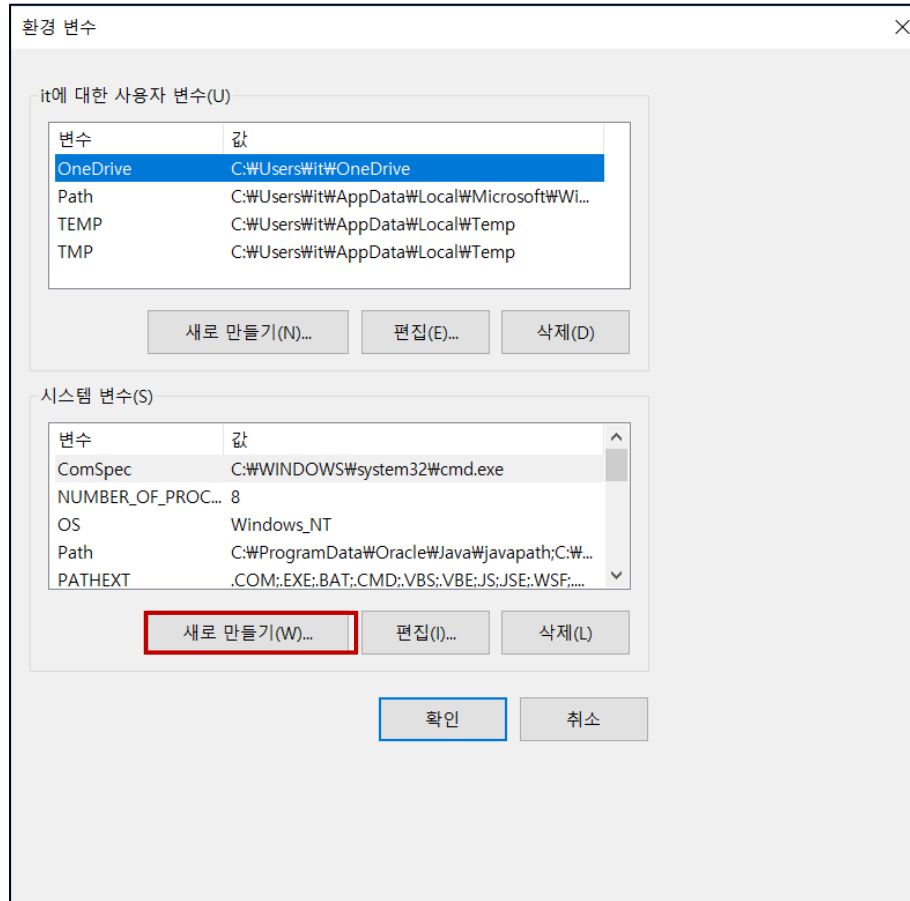 환경 변수
it에 대한 사용자 변수(U)
변수 값
OneDrive C:₩Users₩it₩OneDrive
Path C:₩Users₩it₩AppData₩Local₩Microsoft₩Wi...
TEMP C:₩Users₩it₩AppData₩Local₩Temp
TMP C:₩Users₩it₩AppData₩Local₩Temp
새로 만들기(N)... 편집(E)... 삭제(D)
시스템 변수(S)
변수 값
ComSpec C:₩WINDOWS₩system32₩cmd.exe
NUMBER_OF_PROC... 8
OS Windows_NT
Path C:₩ProgramData₩Oracle₩Java₩javapath;C:₩...
PATHEXT .COM;.EXE;.BAT;.CMD;.VBS;.VBE;.JS;.JSE;.WSF;....
새로 만들기(W)... 편집(I)... 삭제(L)
확인 취소